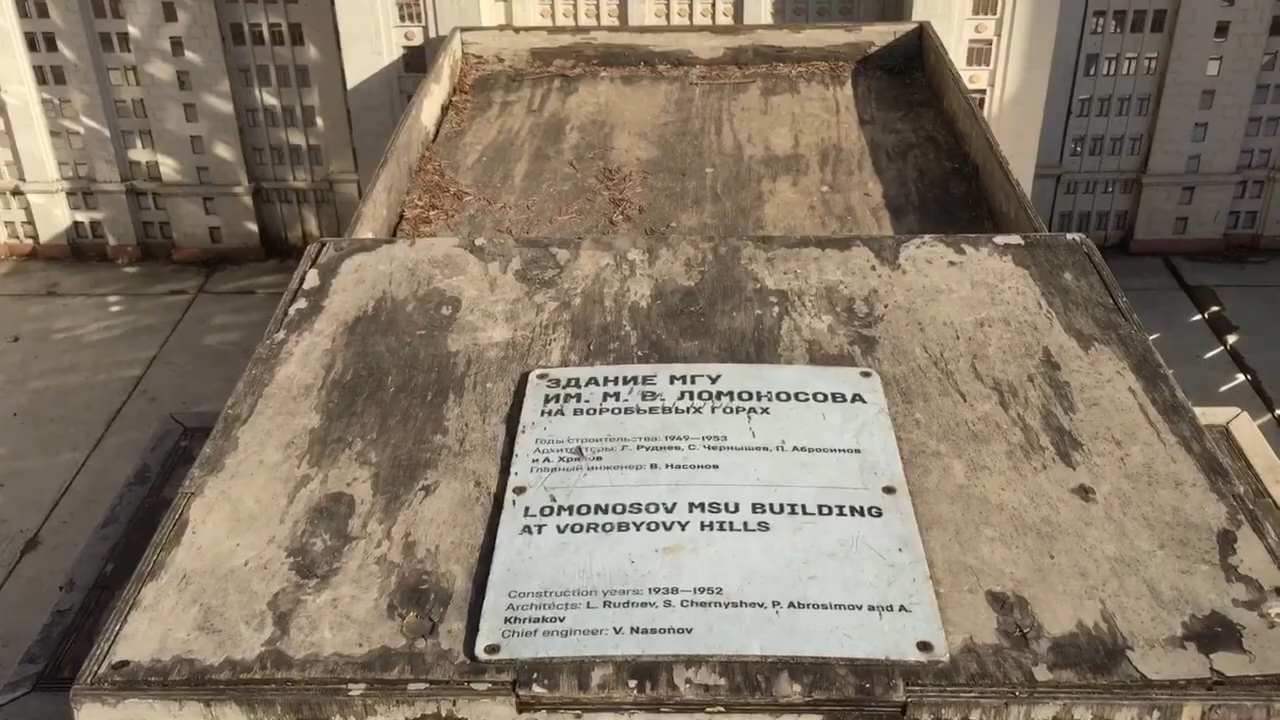 ЗДАНИЕ МГУ
ИМ. М. В. ЛОМОНОСОВА
НА ВОРОБЬЕВЫХ ГОРАХ
Годы строительства: 1949—1953
Архитекторы: Л. Руднев, С. Чернышев, П. Абросимов
и А. Хряков
Главный инженер: В. Насонов
LOMONOSOV MSU BUILDING
AT VOROBYOVY HILLS
Construction years: 1938—1952
Architects: L. Rudnev, S. Chernyshev, P. Abrosimov and A.
Khriakov
Chief engineer: V. Nasonov